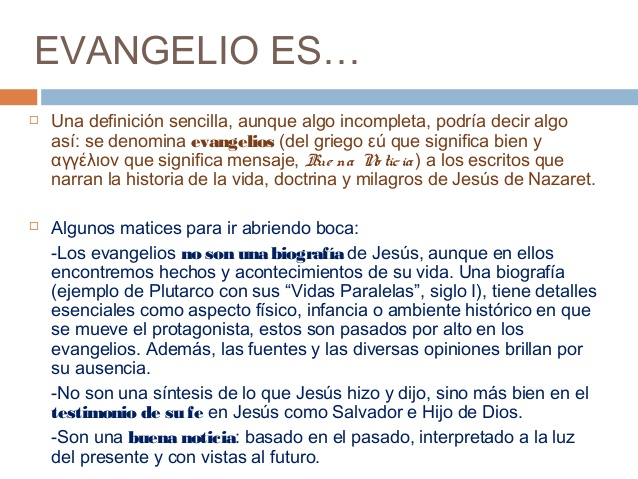 EVANGELIO ES…
Una definición sencilla, aunque algo incompleta, podría decir algo
así: se denomina evangelios (del griego εύ que significa bien y
αγγέλιον que significa mensaje, Buena Noticia) a los escritos que
narran la historia de la vida, doctrina y milagros de Jesús de Nazaret.
Algunos matices para ir abriendo boca:
-Los evangelios no son una biografía de Jesús, aunque en ellos
encontremos hechos y acontecimientos de su vida. Una biografía
(ejemplo de Plutarco con sus “Vidas Paralelas”, siglo I), tiene detalles
esenciales como aspecto físico, infancia o ambiente histórico en que
se mueve el protagonista, estos son pasados por alto en los
evangelios. Además, las fuentes y las diversas opiniones brillan por
su ausencia.
-No son una síntesis de lo que Jesús hizo y dijo, sino más bien en el
testimonio de su fe en Jesús como Salvador e Hijo de Dios.
-Son una buena noticia: basado en el pasado, interpretado a la luz
del presente y con vistas al futuro.